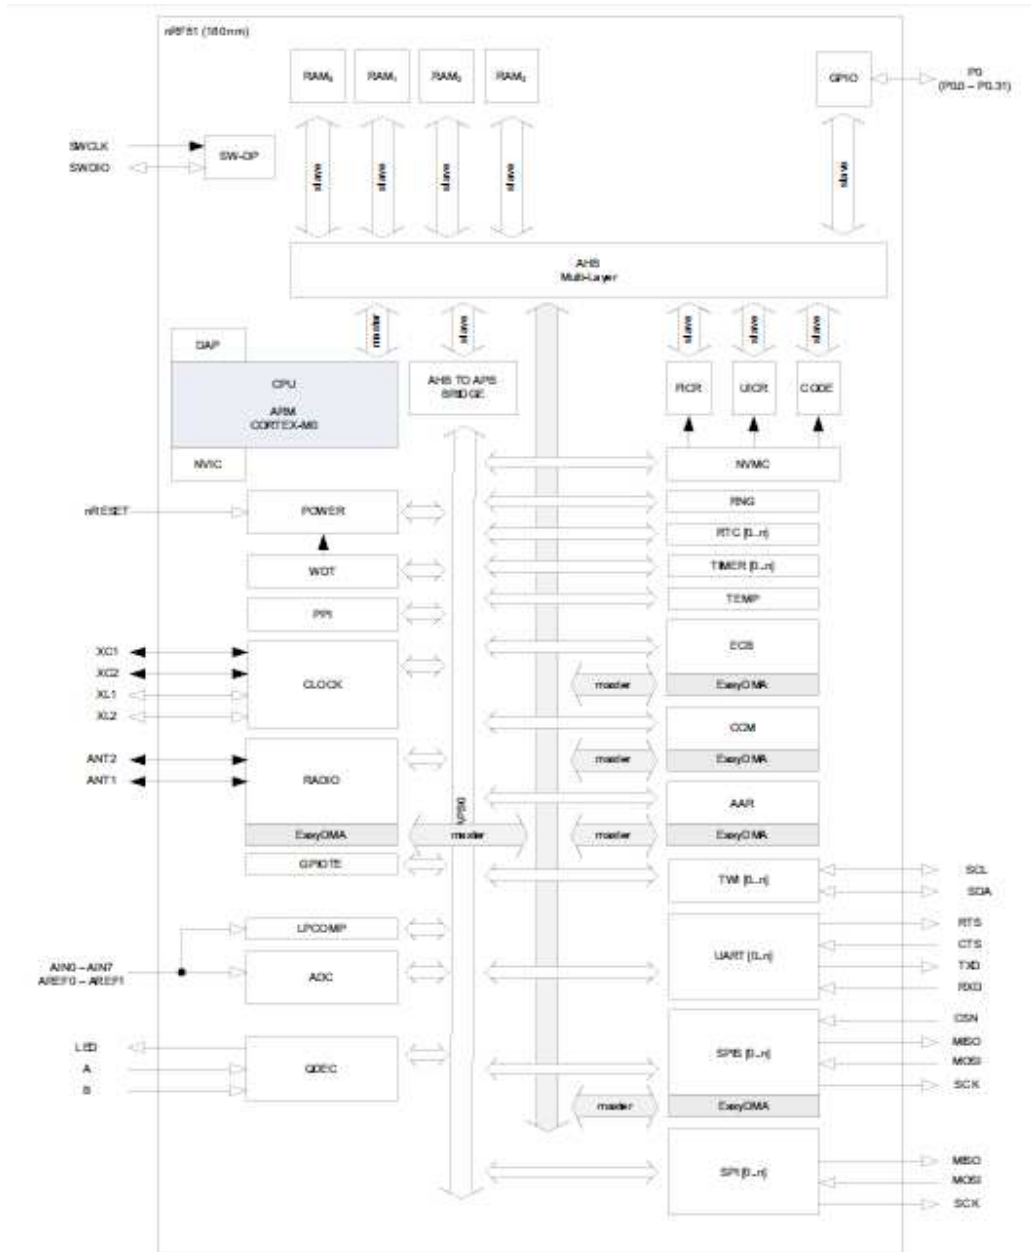 nRF51 (180nm)
RAM0
RAM1
RAM2
RAM3
GPIO
P0
(P0.0 – P0.31)
SWCLK
SWDIO
SW-DP
slave
slave
slave
slave
slave
AHB
Multi-Layer
master
slave
slave
slave
slave
DAP
CPU
ARM
CORTEX-M0
AHB TO APB
BRIDGE
FICR
UICR
CODE
NVIC
NVMC
nRESET
POWER
RNG
RTC [0..n]
WDT
TIMER [0..n]
PPI
TEMP
XC1
XC2
XL1
XL2
CLOCK
ECB
master
EasyDMA
CCM
ANT2
ANT1
RADIO
master
EasyDMA
APB0
AAR
EasyDMA
master
master
EasyDMA
GPIOTE
TWI [0..n]
SCL
SDA
LPCOMP
AIN0 – AIN7
AREF0 – AREF1
ADC
UART [0..n]
RTS
CTS
TXD
RXD
LED
A
B
QDEC
SPIS [0..n]
CSN
MISO
MOSI
SCK
master
EasyDMA
SPI [0..n]
MISO
MOSI
SCK